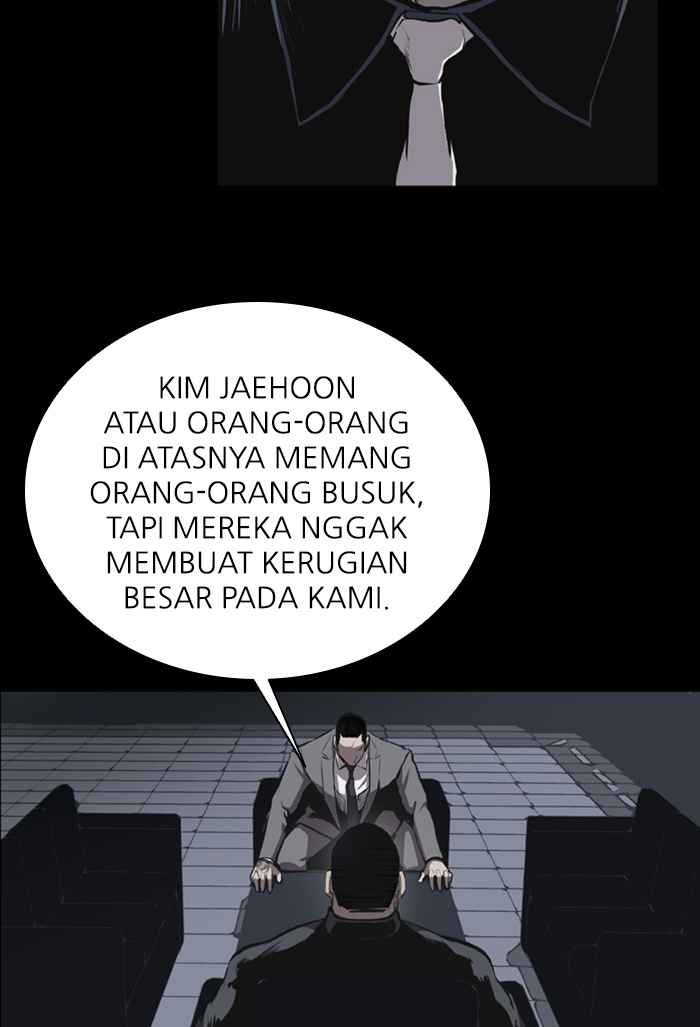 KIM JAEHOON
ATAU ORANG-ORANG
DI ATASNYA MEMANG
ORANG-ORANG BUSUK,
TAPI MEREKA NGGAK
MEMBUAT KERUGIAN
BESAR PADA KAMI.